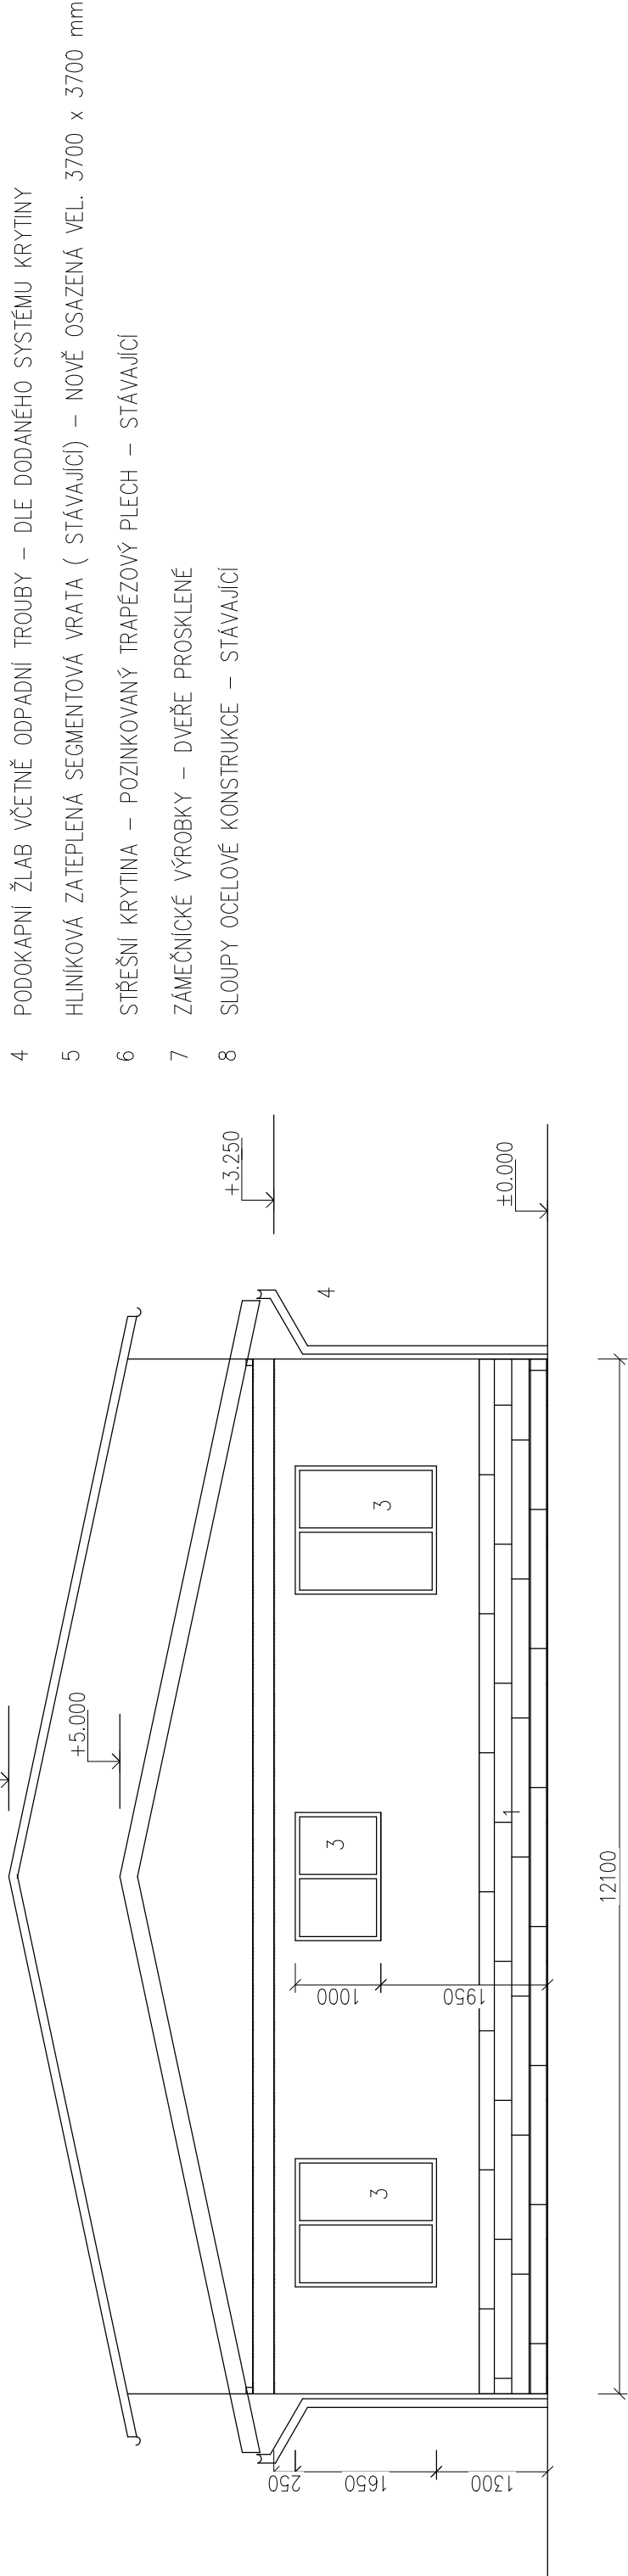 4 PODOKAPNÍ ŽLAB VČETNĚ ODPADNÍ TROUBY – DLE DODANÉHO SYSTÉMU KRYTINY
5 HLINÍKOVÁ ZATEPLENÁ SEGMENTOVÁ VRATA ( STÁVAJÍCÍ) – NOVĚ OSAZENÁ VEL. 3700 x 3700 mm
6 STŘEŠNÍ KRYTINA – POZINKOVANÝ TRAPÉZOVÝ PLECH – STÁVAJÍCÍ
7 ZÁMEČNICKÉ VÝROBKY – DVEŘE PROSKLENÉ
8 SLOUPY OCELOVÉ KONSTRUKCE – STÁVAJÍCÍ
+5.000
+3.250
±0.000
4
3
3
3
1
250
1650
1300
1000
1950
12100